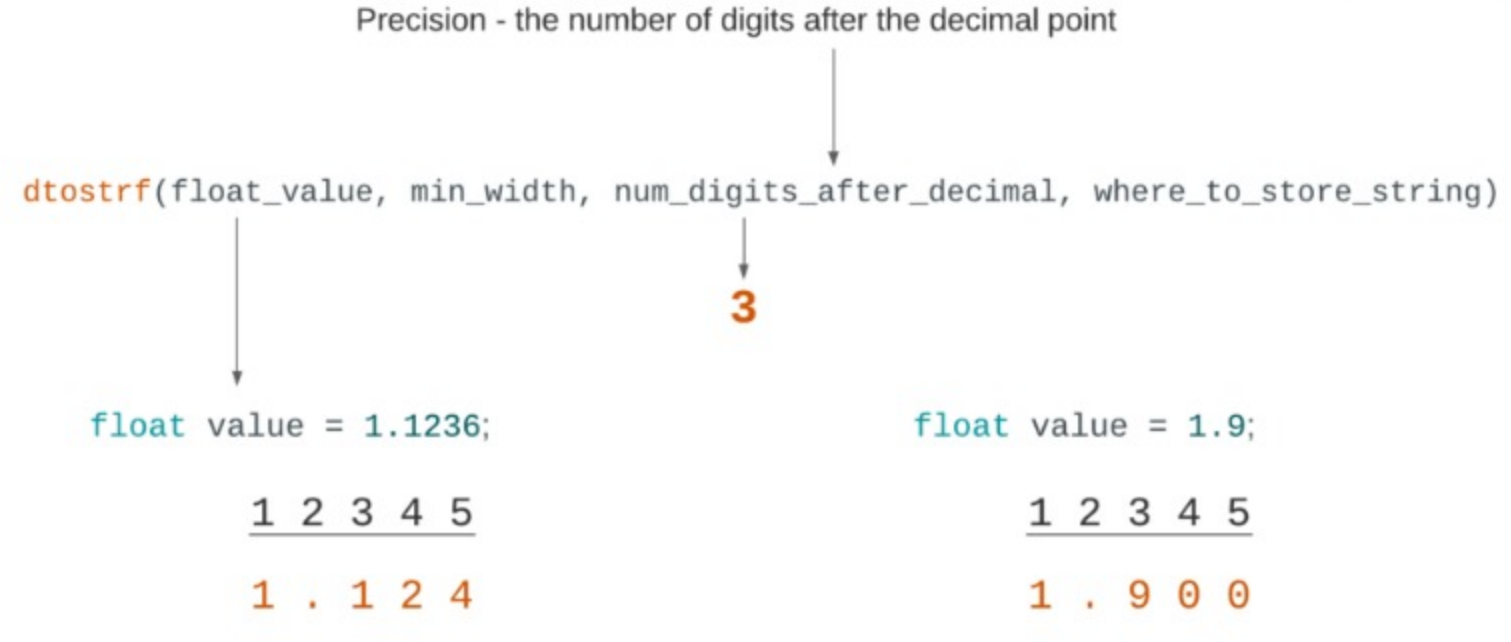 Precision - the number of digits after the decimal point
dtostrf(float_value, min_width, num_digits_after_decimal, where_to_store_string)
3
float value = 1.1236;
1 2 3 4 5
1 . 1 2 4
float value = 1.9;
1 2 3 4 5
1 . 9 0 0